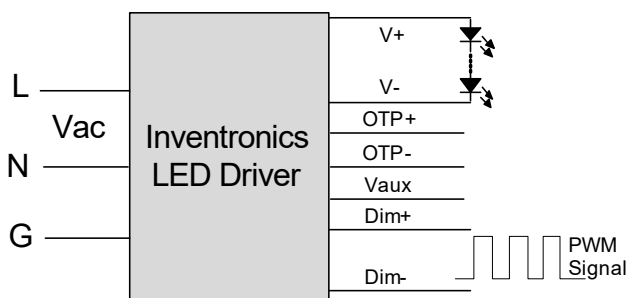 L
Vac
N
G
Inventronics
LED Driver
V+
V-
OTP+
OTP-
Vaux
Dim+
Dim-
PWM
Signal